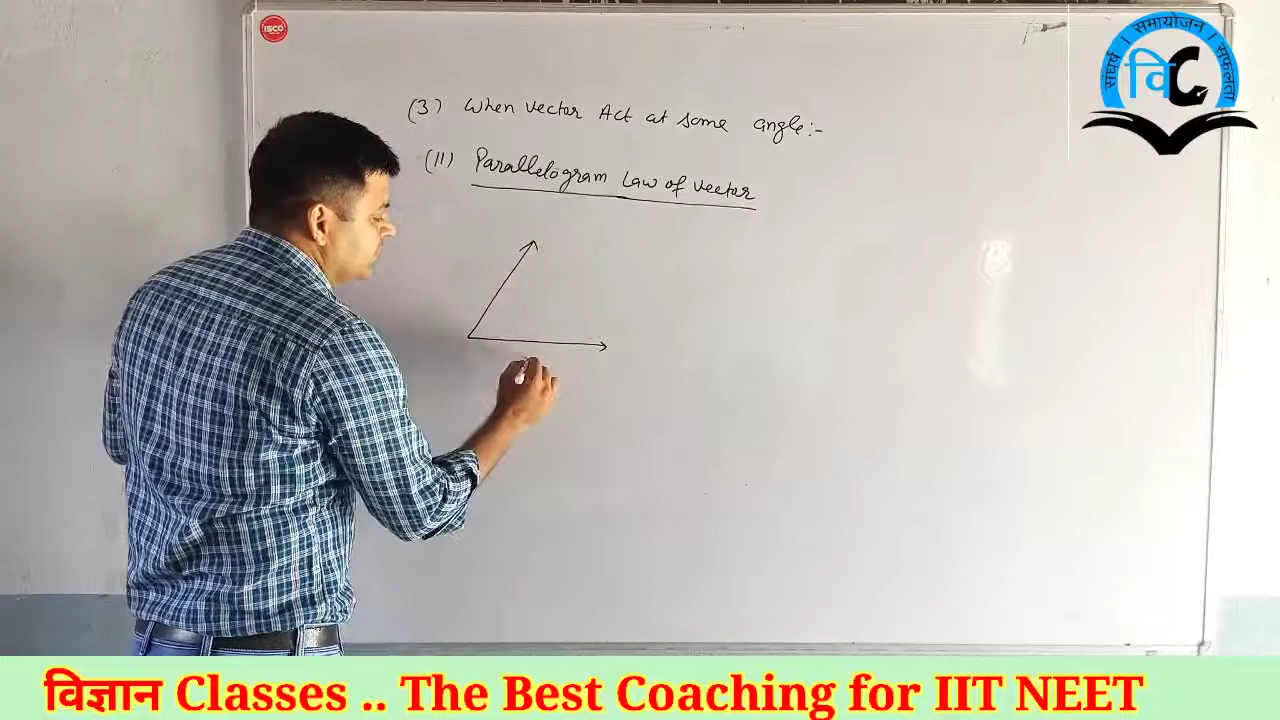 ISCO
(3) When vector Act at some angle:-
(II) Parallelogram Law of vector
संघर्ष । समायोजन । सफलता
विC
विज्ञान Classes .. The Best Coaching for IIT NEET